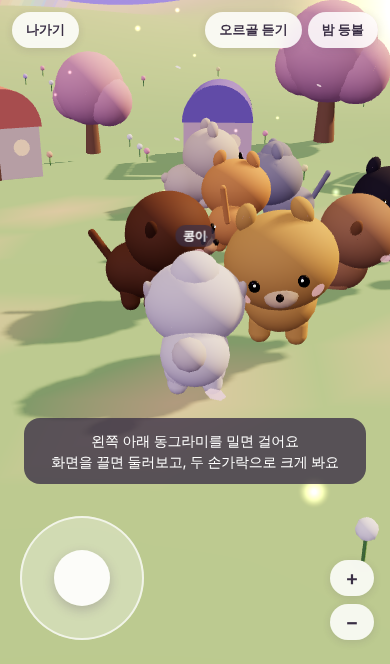 나가기
오르골 듣기
밤 등불
콩이
왼쪽 아래 동그라미를 밀면 걸어요
화면을 끌면 둘러보고, 두 손가락으로 크게 봐요
+
−